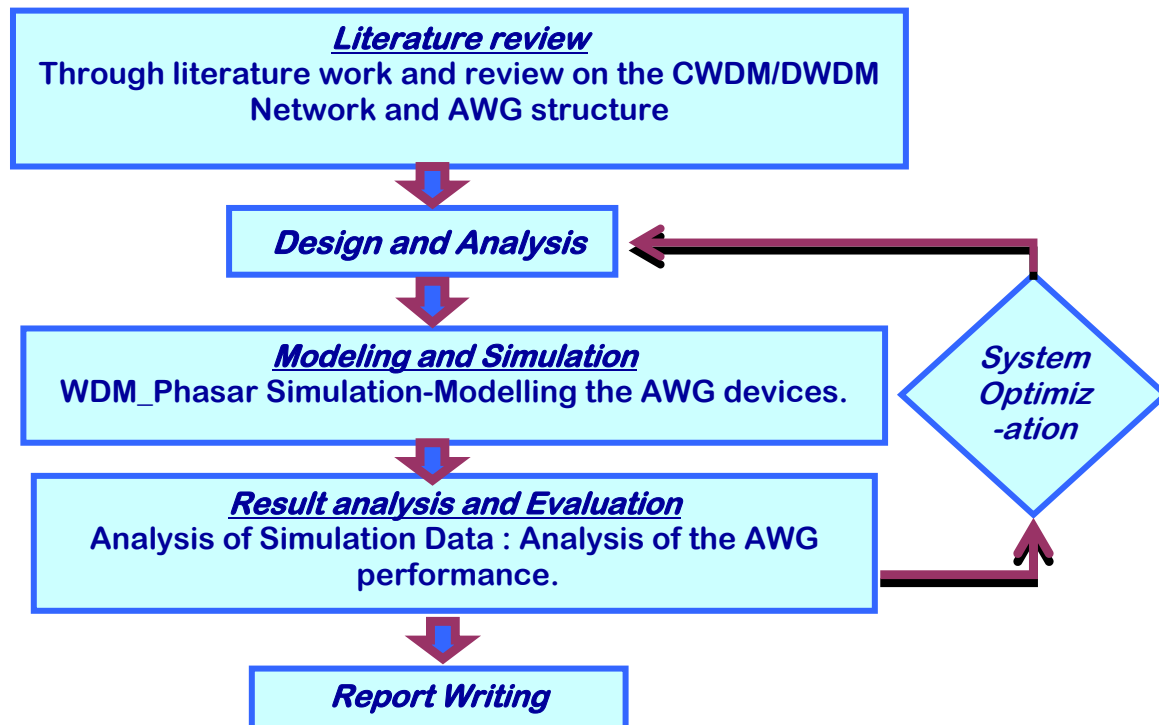 Literature review
Through literature work and review on the CWDM/DWDM
Network and AWG structure
Design and Analysis
Modeling and Simulation
WDM_Phasar Simulation-Modelling the AWG devices.
System
Optimiz
-ation
Result analysis and Evaluation
Analysis of Simulation Data : Analysis of the AWG
performance.
Report Writing